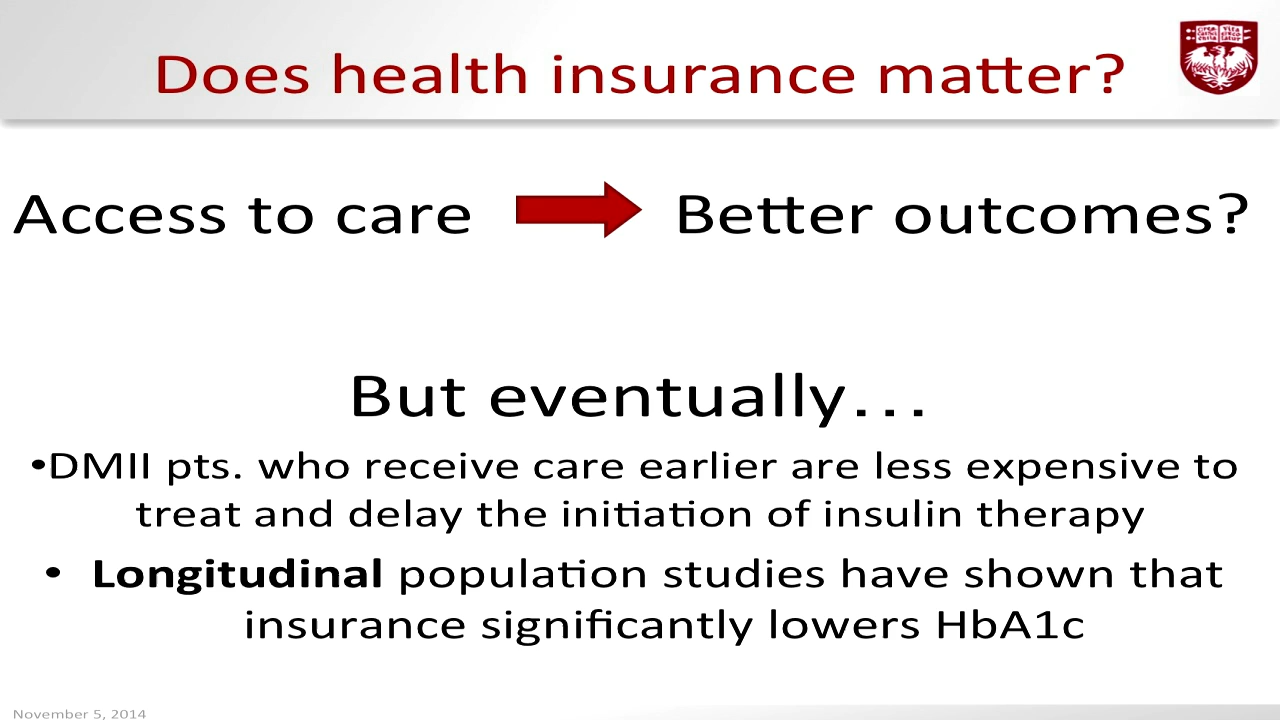 Does health insurance matter?
Access to care Better outcomes?
But eventually...
•DMII pts. who receive care earlier are less expensive to
treat and delay the initiation of insulin therapy
• Longitudinal population studies have shown that
insurance significantly lowers HbA1c
November 5, 2014